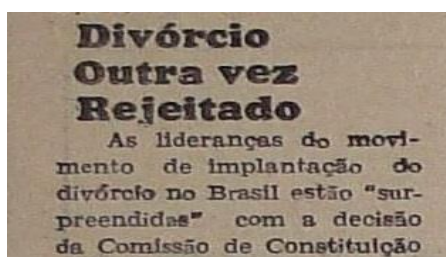 Divórcio
Outra vez
Rejeitado
As lideranças do movi-
mento de implantação do
divórcio no Brasil estão "sur-
preendidas" com a decisão
da Comissão de Constituição